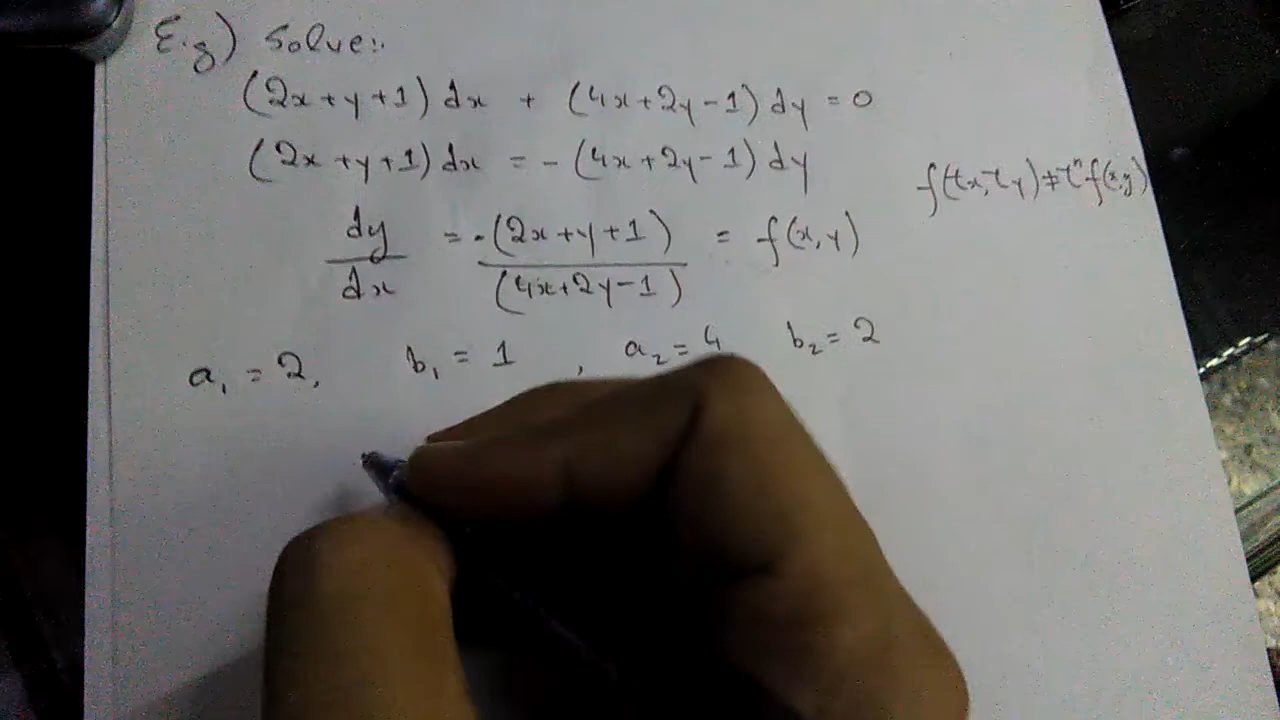 E.g) Solve:.
(2x+y+1) dx + (4x+2y-1) dy = 0
(2x+y+1) dx = - (4x+2y-1) dy
f(tx,ty) ≠ tⁿ f(x,y)
dy/dx = -(2x+y+1)/(4x+2y-1) = f(x,y)
a₁ = 2, b₁ = 1 , a₂ = 4 b₂ = 2